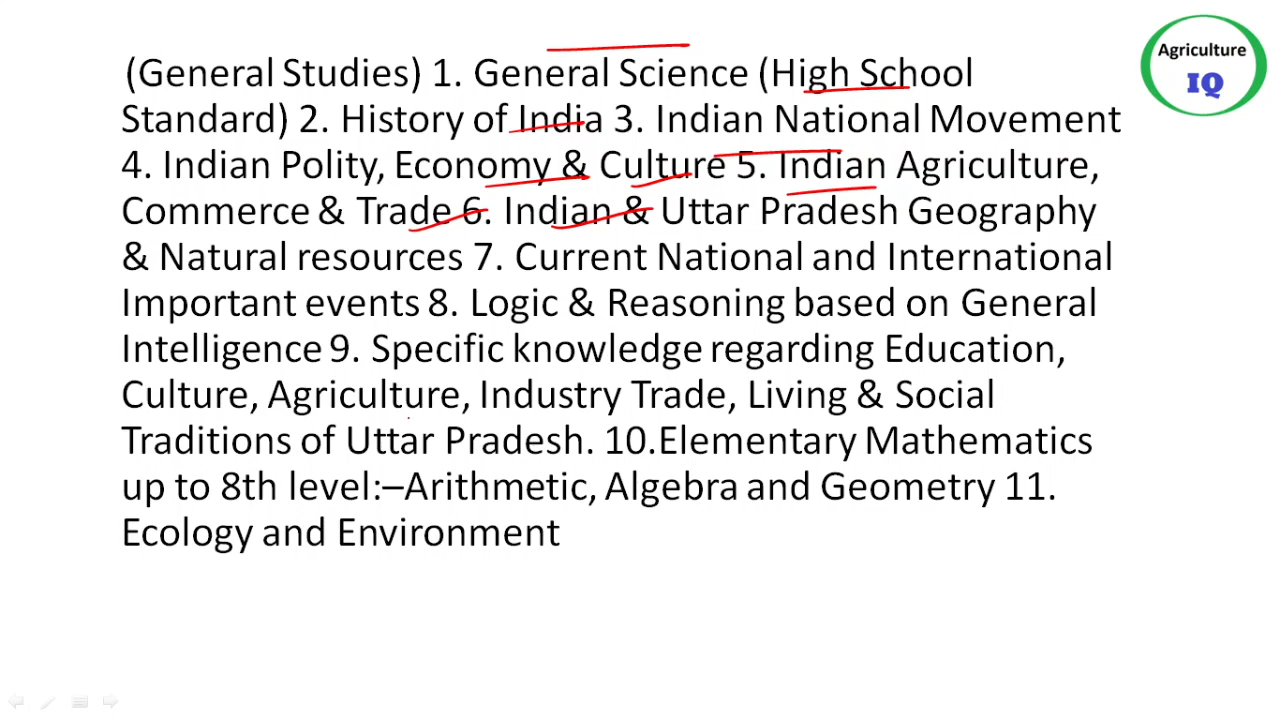 Agriculture
IQ
(General Studies) 1. General Science (High School
Standard) 2. History of India 3. Indian National Movement
4. Indian Polity, Economy & Culture 5. Indian Agriculture,
Commerce & Trade 6. Indian & Uttar Pradesh Geography
& Natural resources 7. Current National and International
Important events 8. Logic & Reasoning based on General
Intelligence 9. Specific knowledge regarding Education,
Culture, Agriculture, Industry Trade, Living & Social
Traditions of Uttar Pradesh. 10.Elementary Mathematics
up to 8th level:–Arithmetic, Algebra and Geometry 11.
Ecology and Environment